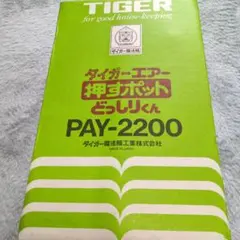 TIGER
for good house-keeping
タイガーエアー
押すポット
どっしりくん
PAY-2200
タイガー魔法瓶工業株式会社